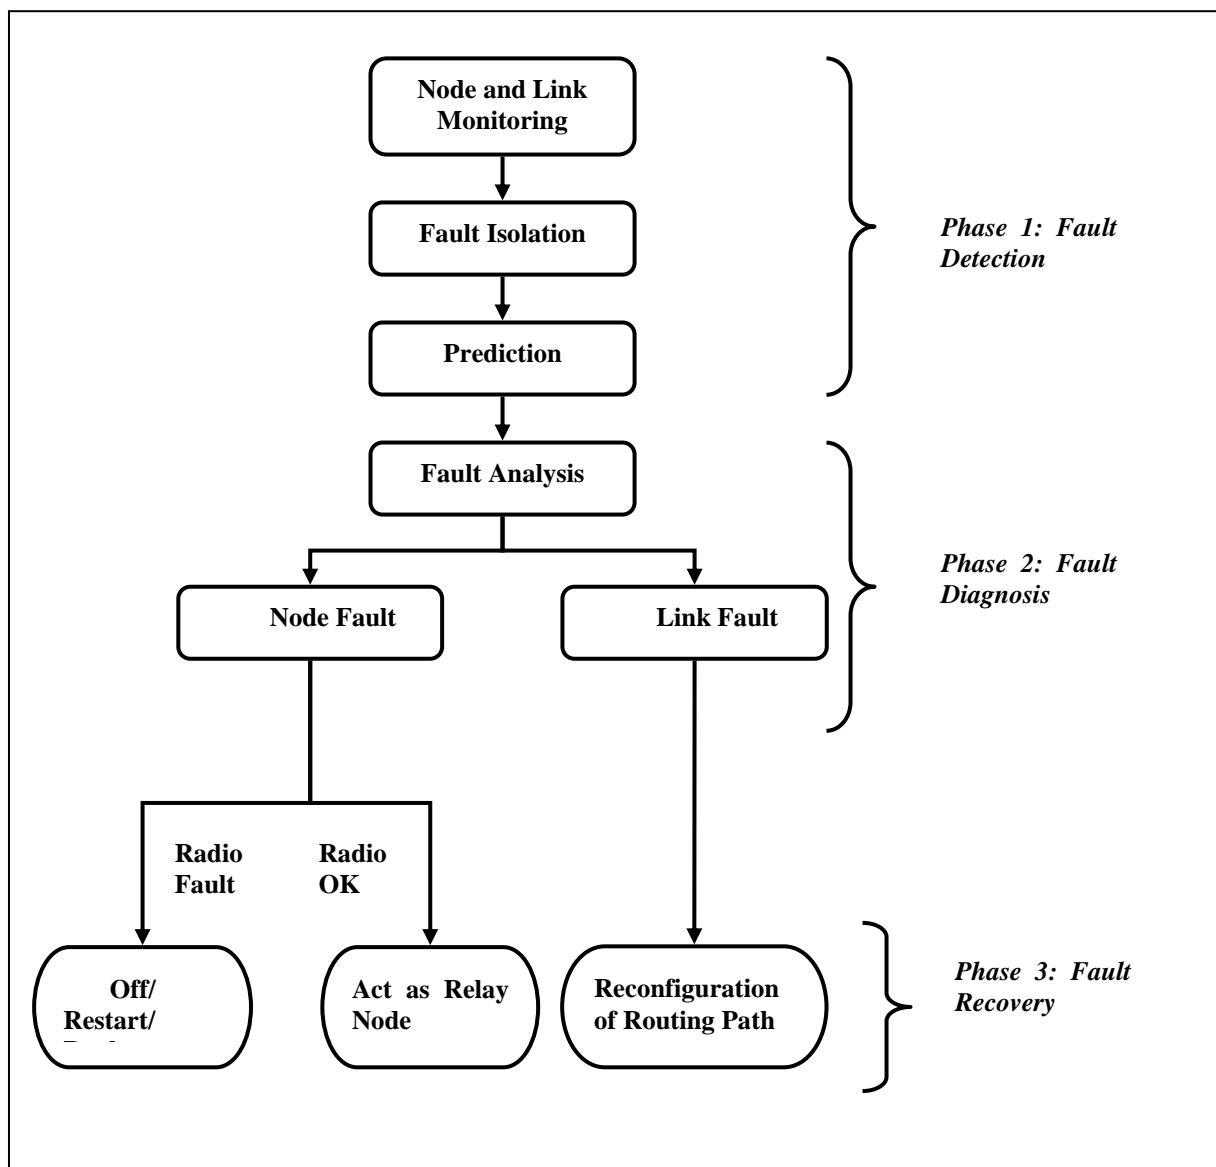 Node and Link
Monitoring
Fault Isolation
Phase 1: Fault
Detection
Prediction
Fault Analysis
Phase 2: Fault
Diagnosis
Node Fault
Link Fault
Radio
Fault
Radio
OK
Off/
Restart/
Act as Relay
Node
Reconfiguration
of Routing Path
Phase 3: Fault
Recovery